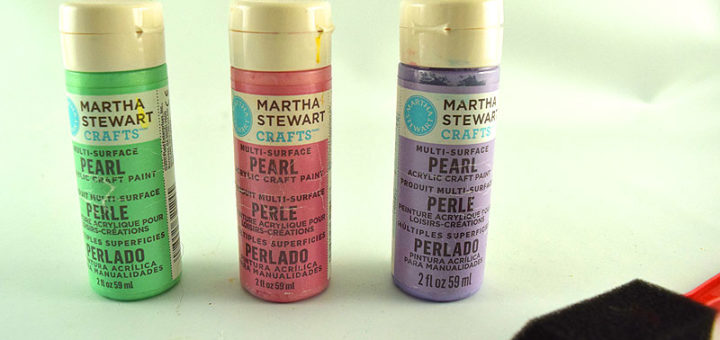 MARTHA
STEWART
CRAFTS
MULTI-SURFACE
PEARL
ACRYLIC CRAFT PAINT
PRODUIT MULTI-SURFACE
PERLE
PEINTURE ACRYLIQUE POUR
LOISIRS-CRÉATIONS
MÚLTIPLES SUPERFICIES
PERLADO
PINTURA ACRÍLICA
PARA MANUALIDADES
2 fl oz 59 ml
MARTHA
STEWART
CRAFTS
MULTI-SURFACE
PEARL
ACRYLIC CRAFT PAINT
PRODUIT MULTI-SURFACE
PERLE
PEINTURE ACRYLIQUE POUR
LOISIRS-CRÉATIONS
MÚLTIPLES SUPERFICIES
PERLADO
PINTURA ACRÍLICA
PARA MANUALIDADES
2 fl oz 59 ml
MARTHA
STEWART
MARTHA
STEWART
CRAFTS
MULTI-SURFACE
PEARL
ACRYLIC CRAFT PAINT
PRODUIT MULTI-SURFACE
PERLE
PEINTURE ACRYLIQUE POUR
LOISIRS-CRÉATIONS
MÚLTIPLES SUPERFICIES
PERLADO
PINTURA ACRÍLICA
PARA MANUALIDADES
2 fl oz 59 ml